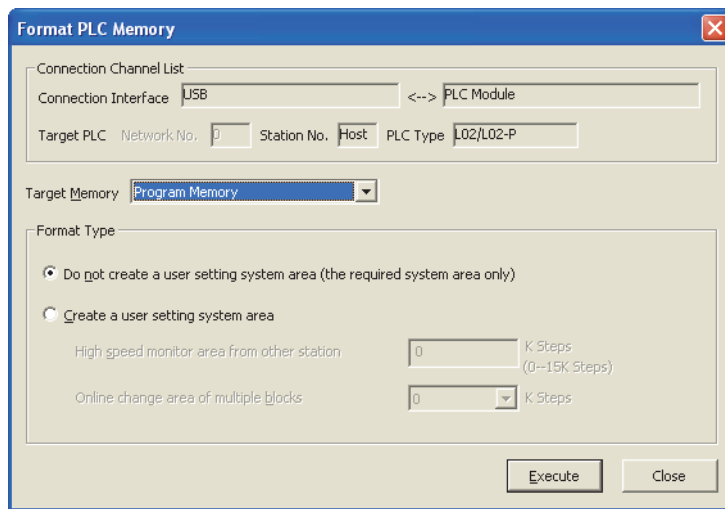 Format PLC Memory
Connection Channel List
Connection Interface USB <--> PLC Module
Target PLC Network No. 0 Station No. Host PLC Type L02/L02-P
Target Memory Program Memory
Format Type
Do not create a user setting system area (the required system area only)
Create a user setting system area
High speed monitor area from other station 0 K Steps
(0--15K Steps)
Online change area of multiple blocks 0 K Steps
Execute Close